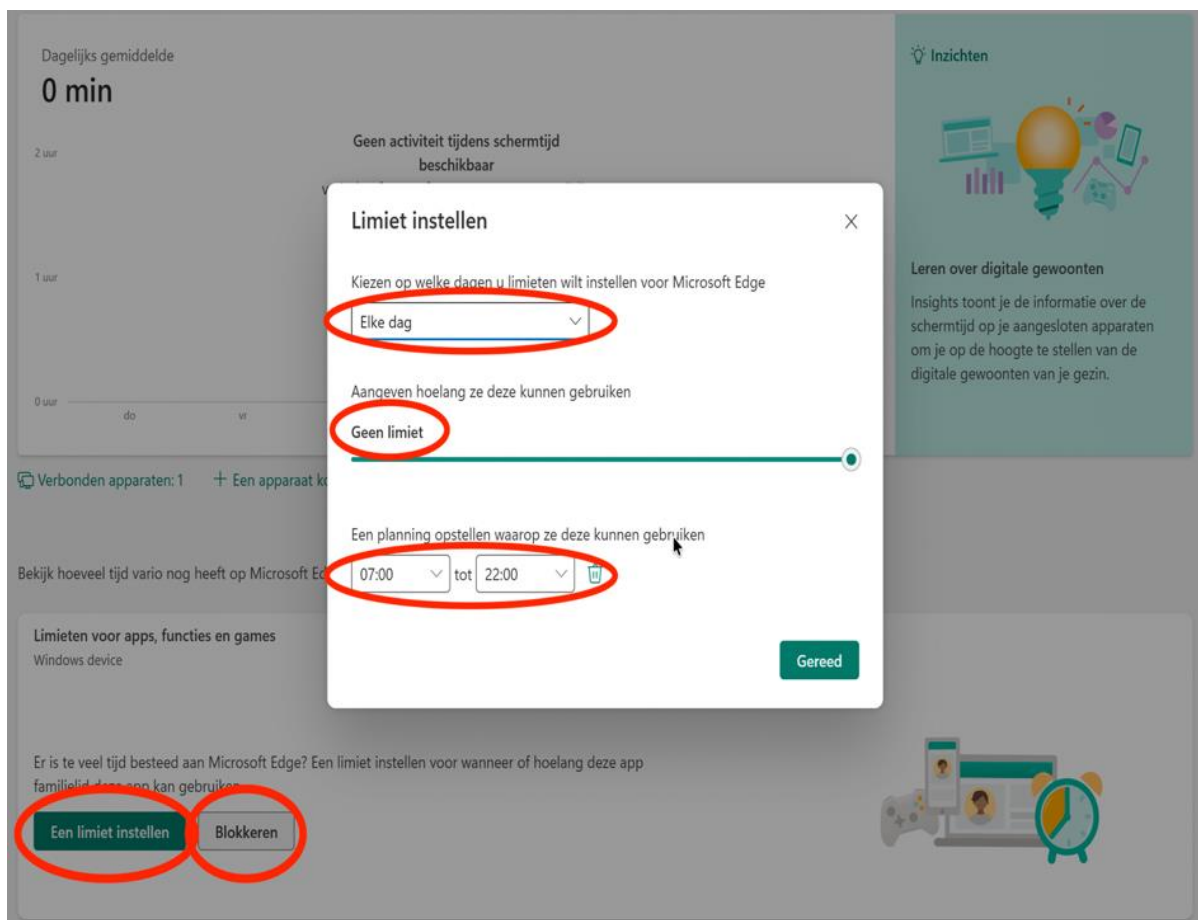 Dagelijks gemiddelde
0 min
2 uur
1 uur
0 uur
do
vr
Geen activiteit tijdens schermtijd
beschikbaar
Inzichten
Leren over digitale gewoonten
Insights toont je de informatie over de
schermtijd op je aangesloten apparaten
om je op de hoogte te stellen van de
digitale gewoonten van je gezin.
Limiet instellen
Kiezen op welke dagen u limieten wilt instellen voor Microsoft Edge
Elke dag
Aangeven hoelang ze deze kunnen gebruiken
Geen limiet
Een planning opstellen waarop ze deze kunnen gebruiken
07:00 tot 22:00
Gereed
Verbonden apparaten: 1 + Een apparaat
Bekijk hoeveel tijd vario nog heeft op Microsoft
Limieten voor apps, functies en games
Windows device
Er is te veel tijd besteed aan Microsoft Edge? Een limiet instellen voor wanneer of hoelang deze app
familielid deze app kan gebruiken
Een limiet instellen
Blokkeren